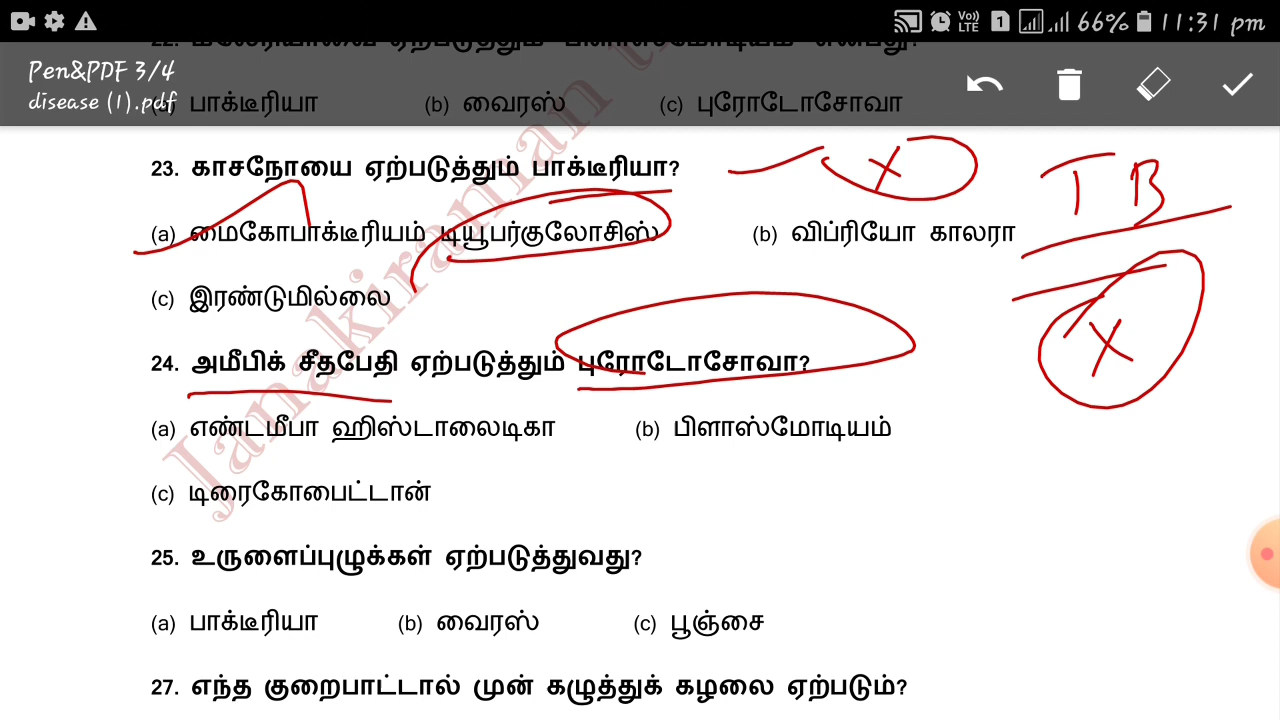 66% 11:31 pm
Pen&PDF 3/4
disease (1).pdf
பாக்டீரியா (b) வைரஸ் (c) புரோடோசோவா
23. காசநோயை ஏற்படுத்தும் பாக்டீரியா? X T B
(a) மைகோபாக்டீரியம் டியூபர்குலோசிஸ் (b) விப்ரியோ காலரா
(c) இரண்டுமில்லை X
24. அமீபிக் சீதபேதி ஏற்படுத்தும் புரோடோசோவா?
(a) எண்டமீபா ஹிஸ்டாலைடிகா (b) பிளாஸ்மோடியம்
(c) டிரைகோபைட்டான்
25. உருளைப்புழுக்கள் ஏற்படுத்துவது?
(a) பாக்டீரியா (b) வைரஸ் (c) பூஞ்சை
27. எந்த குறைபாட்டால் முன் கழுத்துக் கழலை ஏற்படும்?
Janakiraman